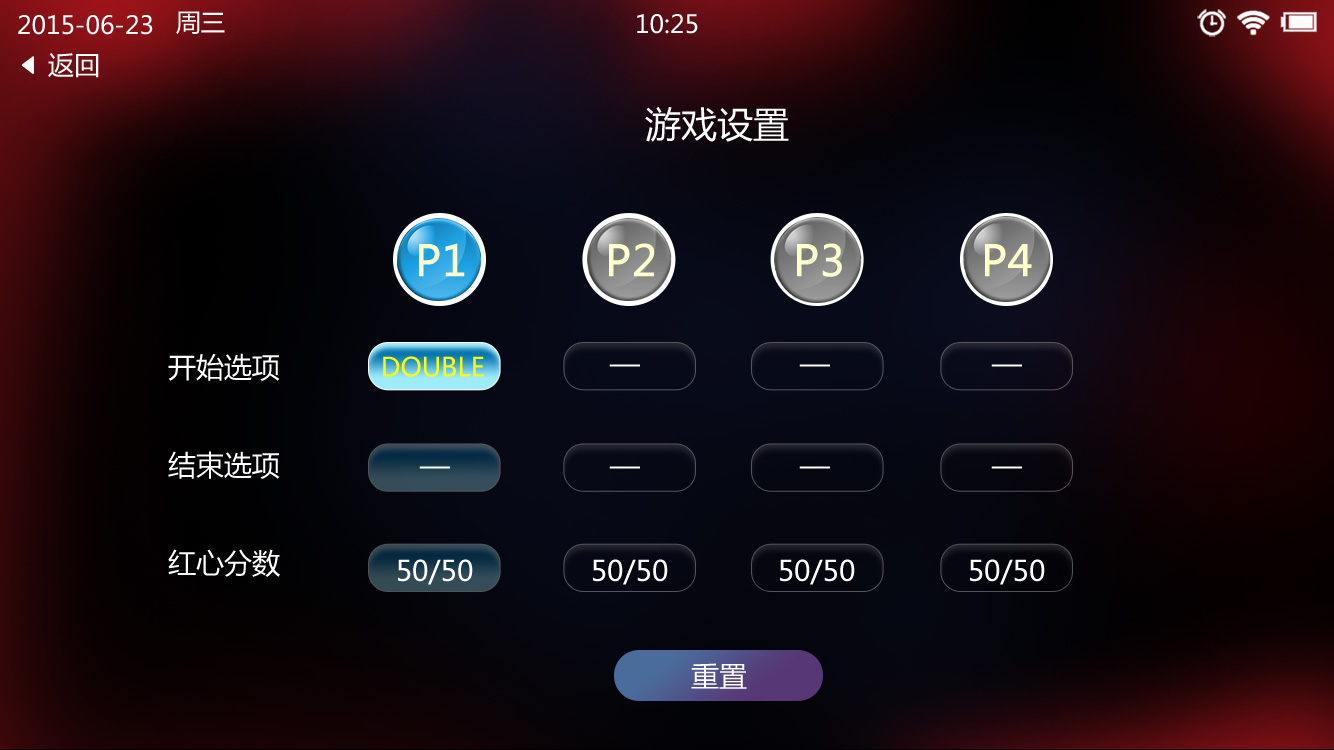 2015-06-23 周三 10:25
返回
游戏设置
P1 P2 P3 P4
开始选项 DOUBLE — — —
结束选项 — — — —
红心分数 50/50 50/50 50/50 50/50
重置